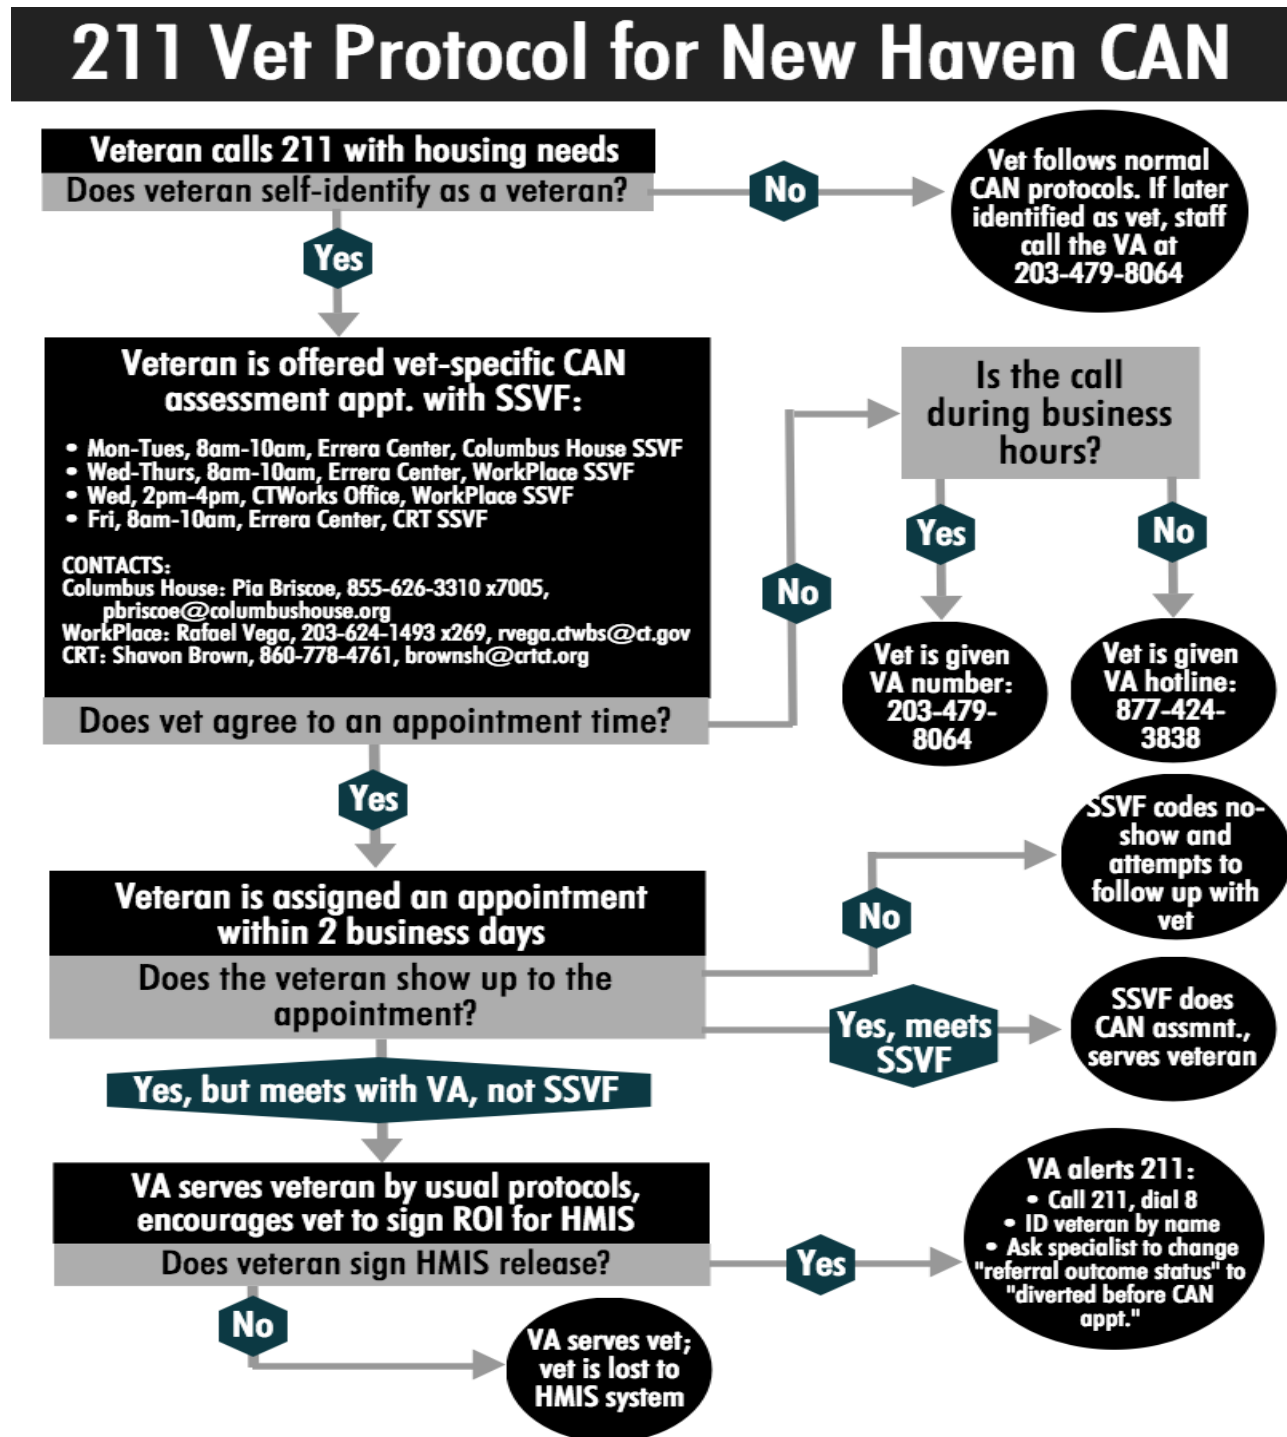 211 Vet Protocol for New Haven CAN
Veteran calls 211 with housing needs
Does veteran self-identify as a veteran?
No
Vet follows normal
CAN protocols. If later
identified as vet, staff
call the VA at
203-479-8064
Yes
Veteran is offered vet-specific CAN
assessment appt. with SSVF:
• Mon-Tues, 8am-10am, Errera Center, Columbus House SSVF
• Wed-Thurs, 8am-10am, Errera Center, WorkPlace SSVF
• Wed, 2pm-4pm, CTWorks Office, WorkPlace SSVF
• Fri, 8am-10am, Errera Center, CRT SSVF
CONTACTS:
Columbus House: Pia Briscoe, 855-626-3310 x7005,
pbriscoe@columbushouse.org
WorkPlace: Rafael Vega, 203-624-1493 x269, rvega.ctwbs@ct.gov
CRT: Shavon Brown, 860-778-4761, brownsh@crtct.org
Does vet agree to an appointment time?
No
Is the call
during business
hours?
Yes
No
Vet is given
VA number:
203-479-
8064
Vet is given
VA hotline:
877-424-
3838
Yes
Veteran is assigned an appointment
within 2 business days
Does the veteran show up to the
appointment?
No
SSVF codes no-
show and
attempts to
follow up with
vet
Yes, meets
SSVF
SSVF does
CAN assmnt.,
serves veteran
Yes, but meets with VA, not SSVF
VA serves veteran by usual protocols,
encourages vet to sign ROI for HMIS
Does veteran sign HMIS release?
Yes
VA alerts 211:
• Call 211, dial 8
• ID veteran by name
• Ask specialist to change
"referral outcome status" to
"diverted before CAN
appt."
No
VA serves vet;
vet is lost to
HMIS system